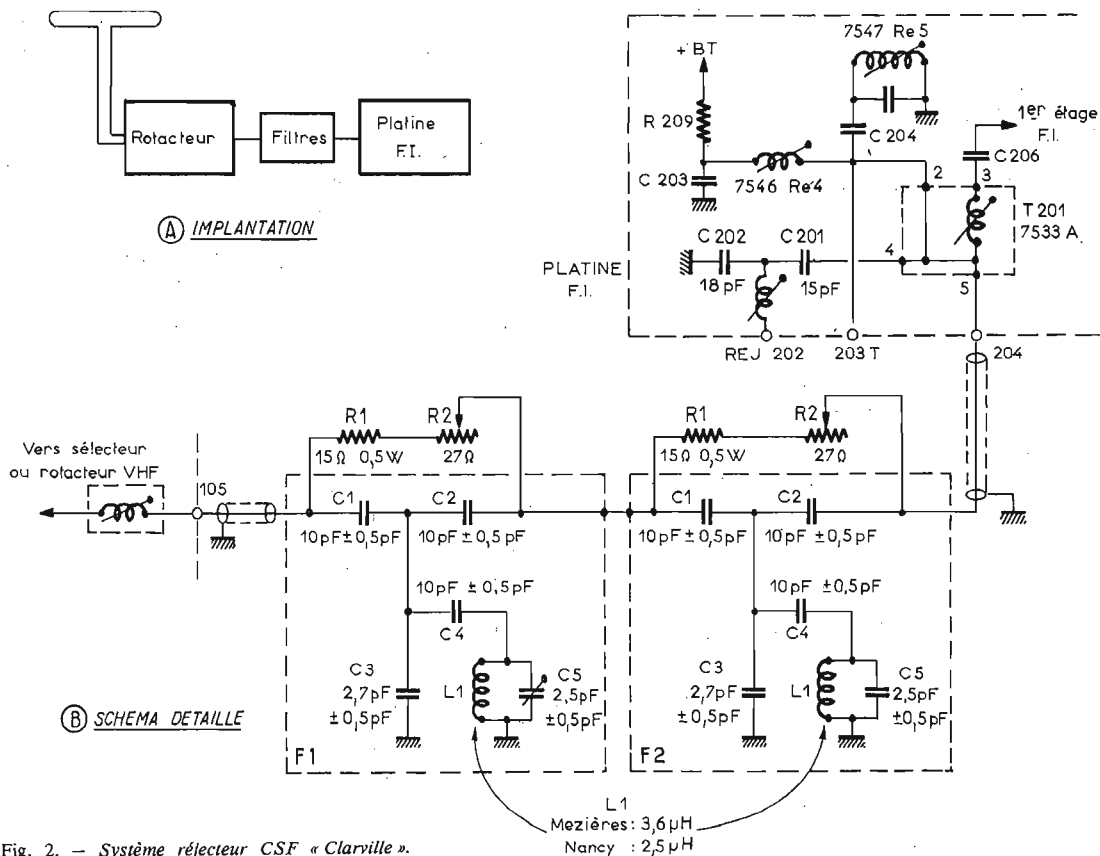 7547 Re5
+BT
1er étage
F.I.
R 209
C 204
C 206
C 203
7546 Re4
2
3
T 201
7533 A
C 202
C 201
4
18pF
15pF
5
PLATINE
F.I.
REJ 202
203 T
204
Rotacteur
Filtres
Platine
F.I.
A IMPLANTATION
Vers sélecteur
ou rotacteur VHF
105
R1
R2
15Ω 0,5W
27Ω
C1
C2
10pF±0,5pF
10pF ±0,5pF
10pF ±0,5pF
C4
C3
2,7pF
±0,5pF
L1
C5
2,5pF
±0,5pF
F1
R1
R2
15Ω 0,5W
27Ω
C1
C2
10pF±0,5pF
10pF ±0,5pF
10pF ±0,5pF
C4
C3
2,7pF
±0,5pF
L1
C5
2,5pF
±0,5pF
F2
B SCHEMA DETAILLE
L1
Mezières : 3,6µH
Nancy : 2,5µH
Fig. 2. — Système rélecteur CSF « Clarville ».